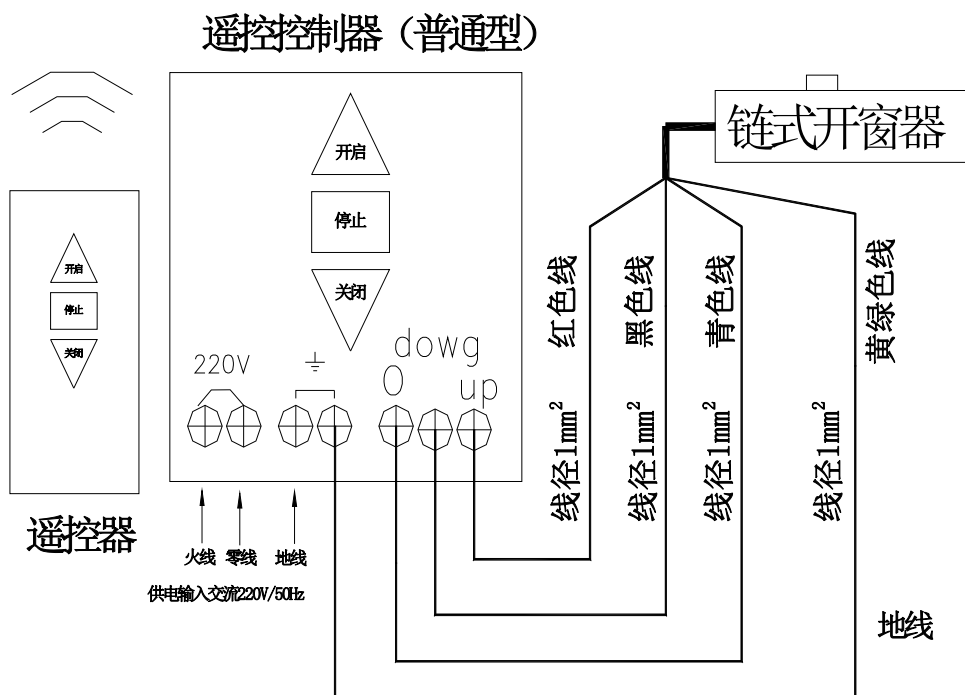 遥控控制器（普通型）
链式开窗器
开启
停止
关闭
开启
停止
关闭
红色线
黑色线
青色线
黄绿色线
dowg
220V
O
up
线径1mm²
线径1mm²
线径1mm²
线径1mm²
遥控器
火线
零线
地线
供电输入交流220V/50Hz
地线